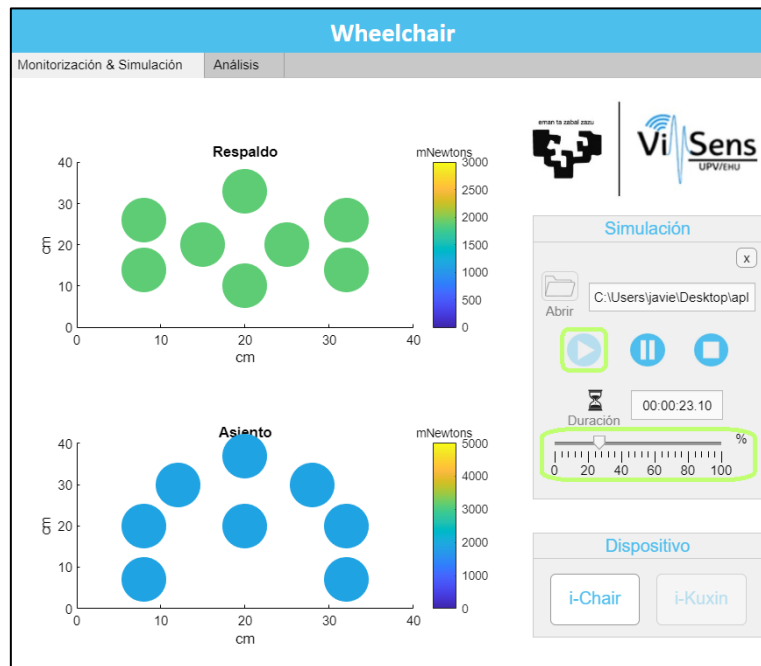 Wheelchair
Monitorización & Simulación
Análisis
eman ta zabal zazu
ViSens
UPV/EHU
Respaldo
mNewtons
40
30
20
10
0
cm
0 10 20 30 40
cm
3000
2500
2000
1500
1000
500
0
Simulación
x
Abrir
C:\Users\javie\Desktop\apl
Duración
00:00:23.10
%
0 20 40 60 80 100
Asiento
mNewtons
40
30
20
10
0
cm
0 10 20 30 40
cm
5000
4000
3000
2000
1000
0
Dispositivo
i-Chair
i-Kuxin